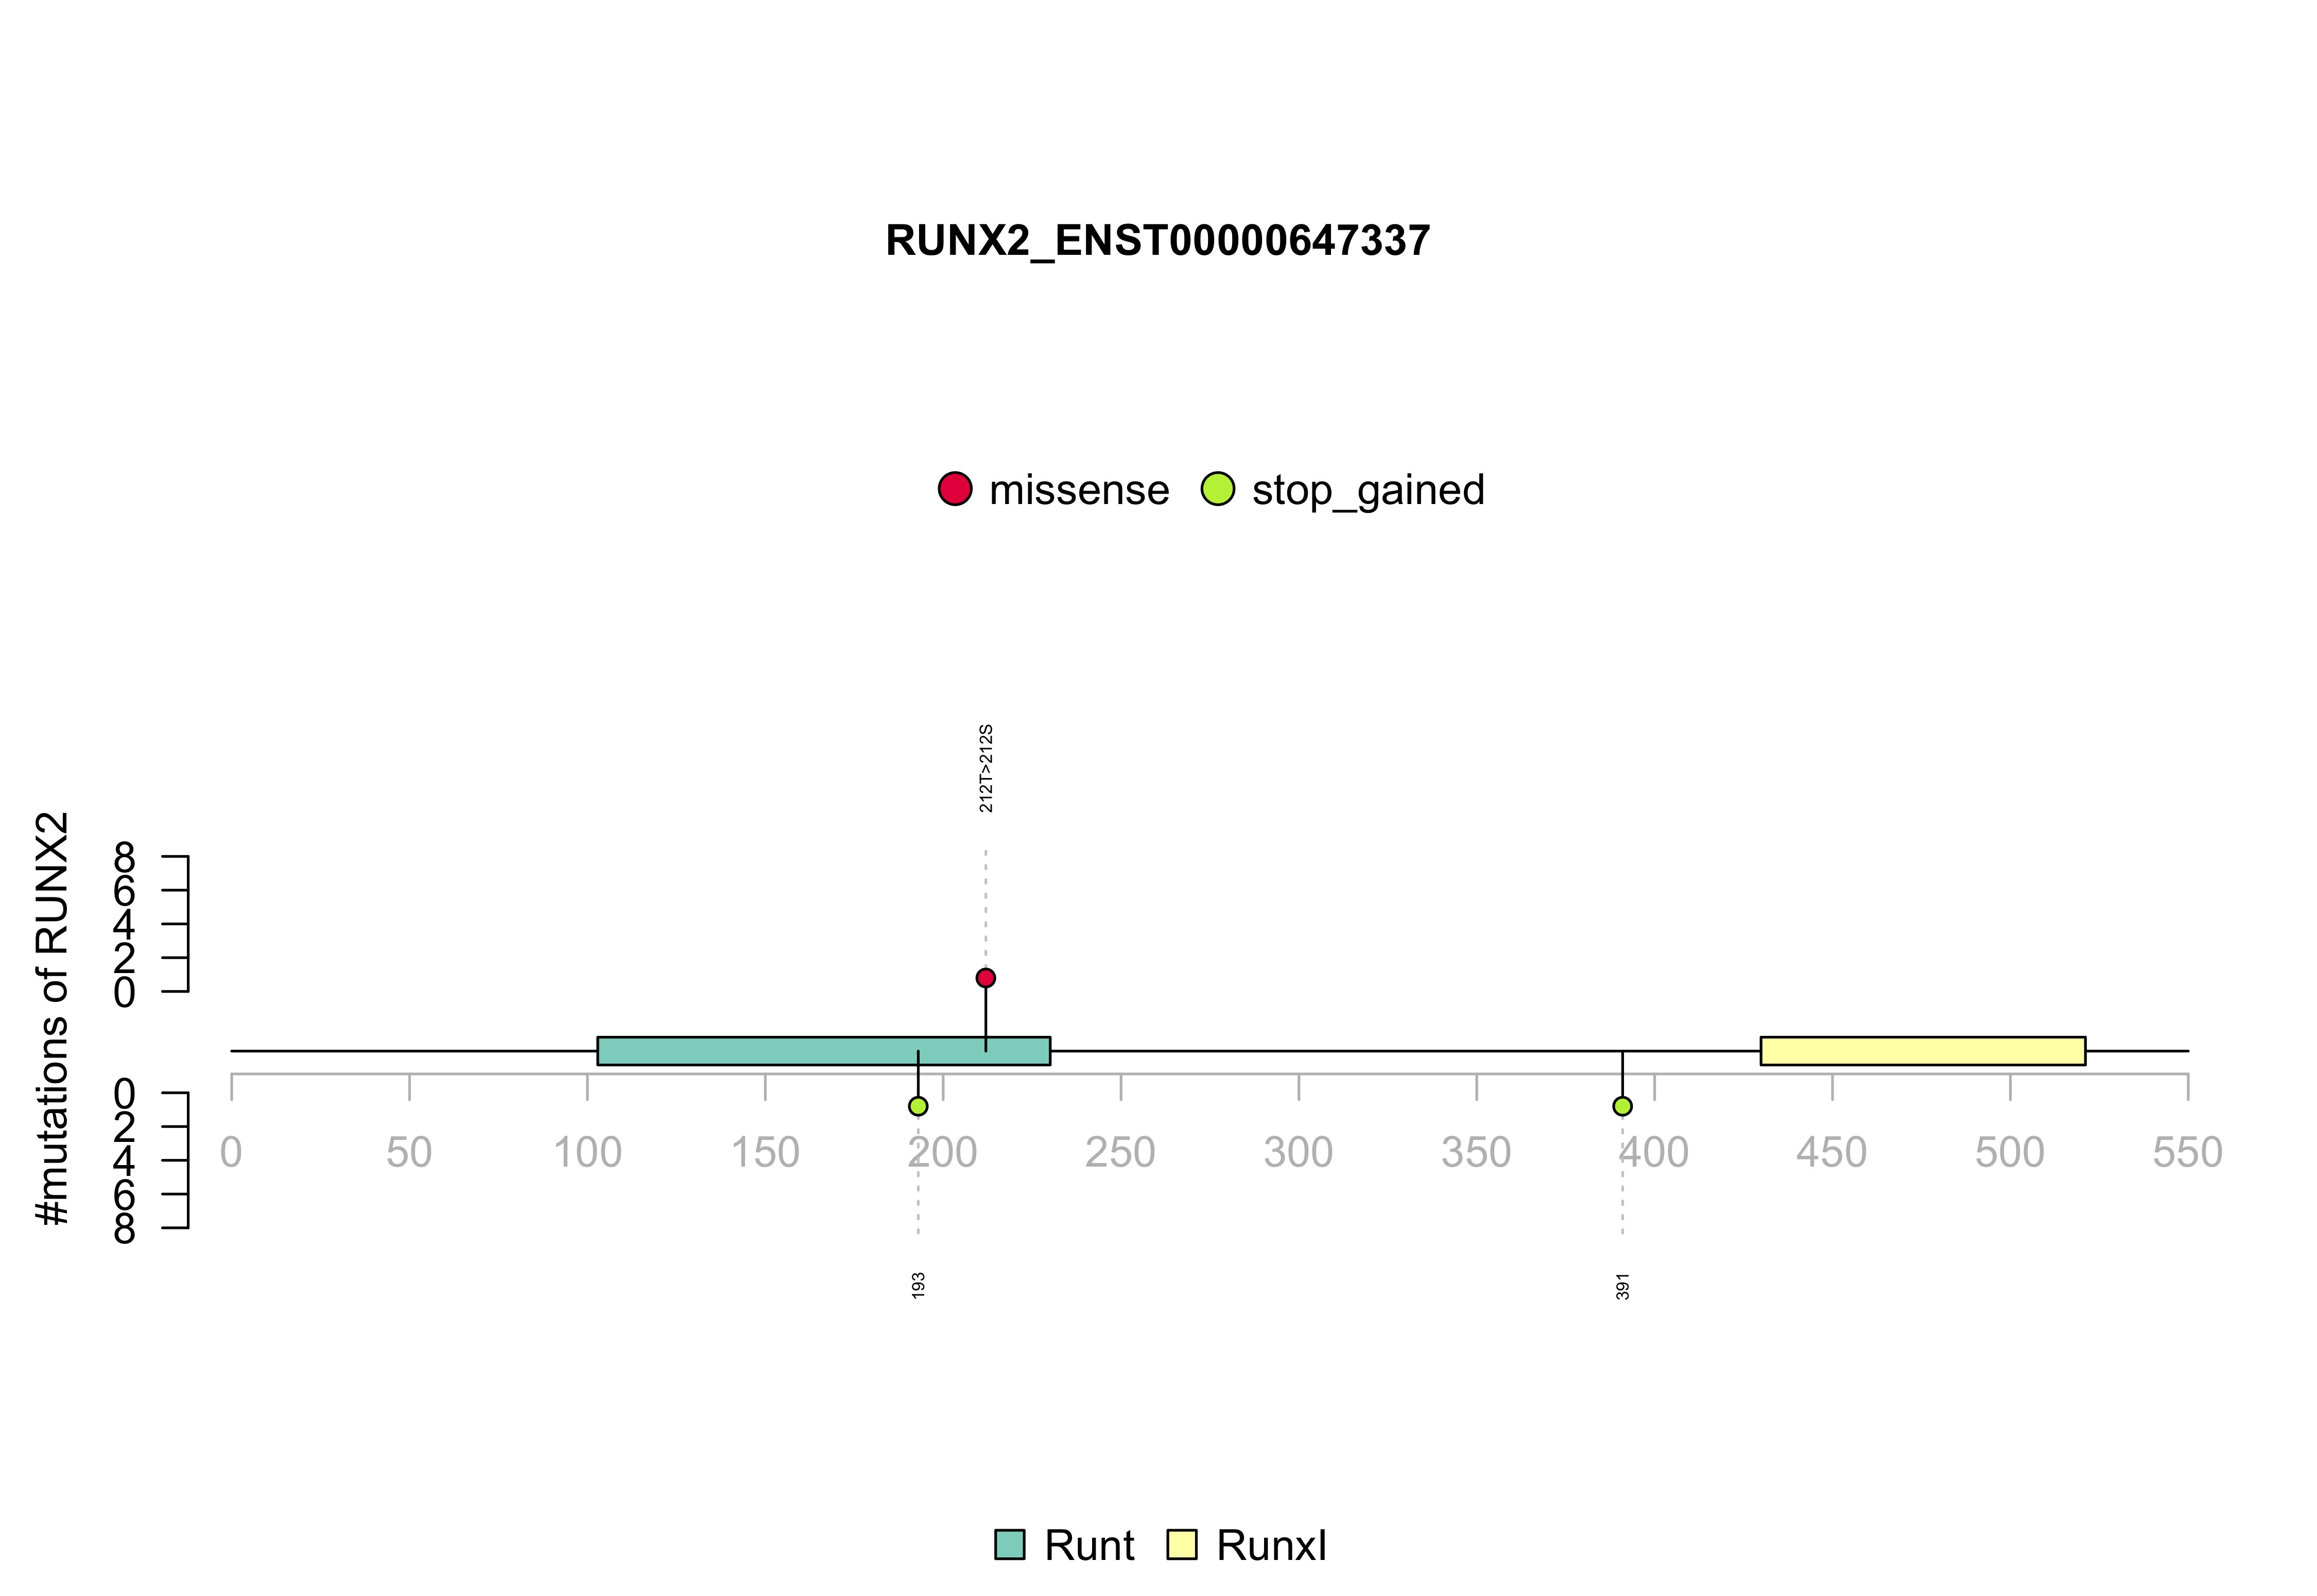 RUNX2_ENST00000647337
missense stop_gained
212T>212S
#mutations of RUNX2
8
6
4
2
0
0
2
4
6
8
0 50 100 150 200 250 300 350 400 450 500 550
193 391
Runt RunxI